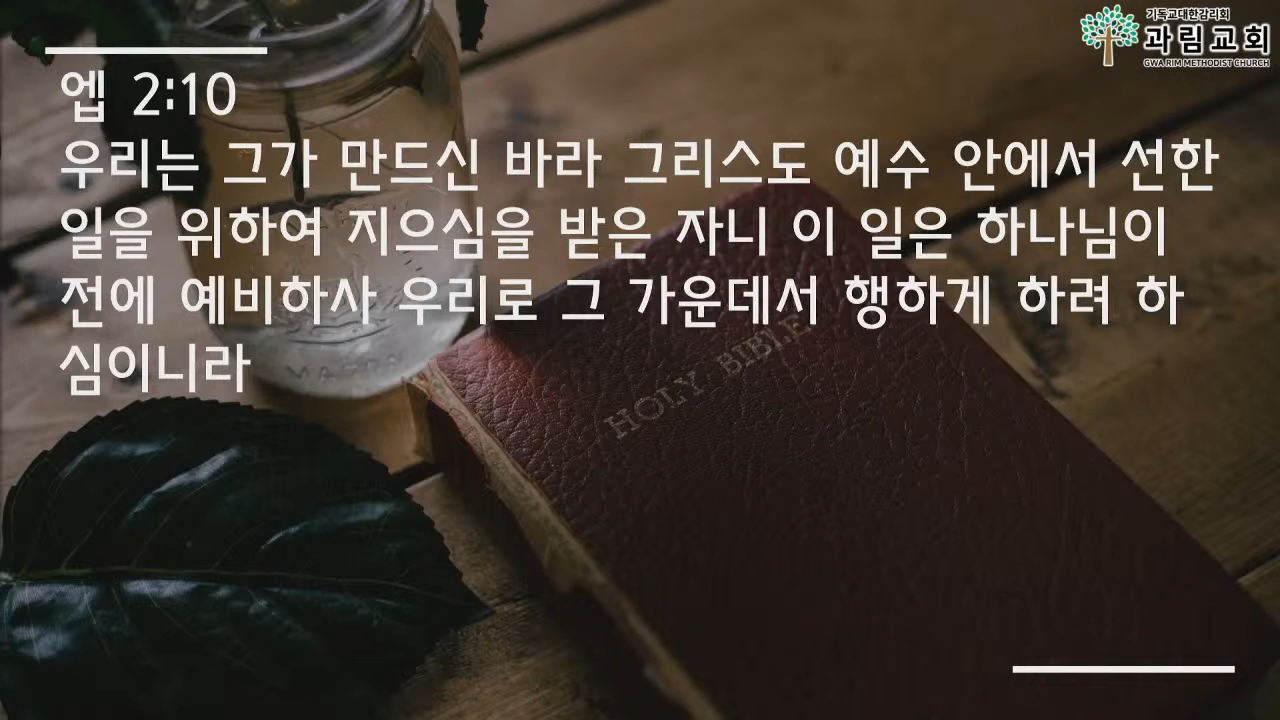 기독교대한감리회
과림교회
GWA RIM METHODIST CHURCH
엡 2:10
우리는 그가 만드신 바라 그리스도 예수 안에서 선한
일을 위하여 지으심을 받은 자니 이 일은 하나님이
전에 예비하사 우리로 그 가운데서 행하게 하려 하
심이니라
HOLY BIBLE
MASON